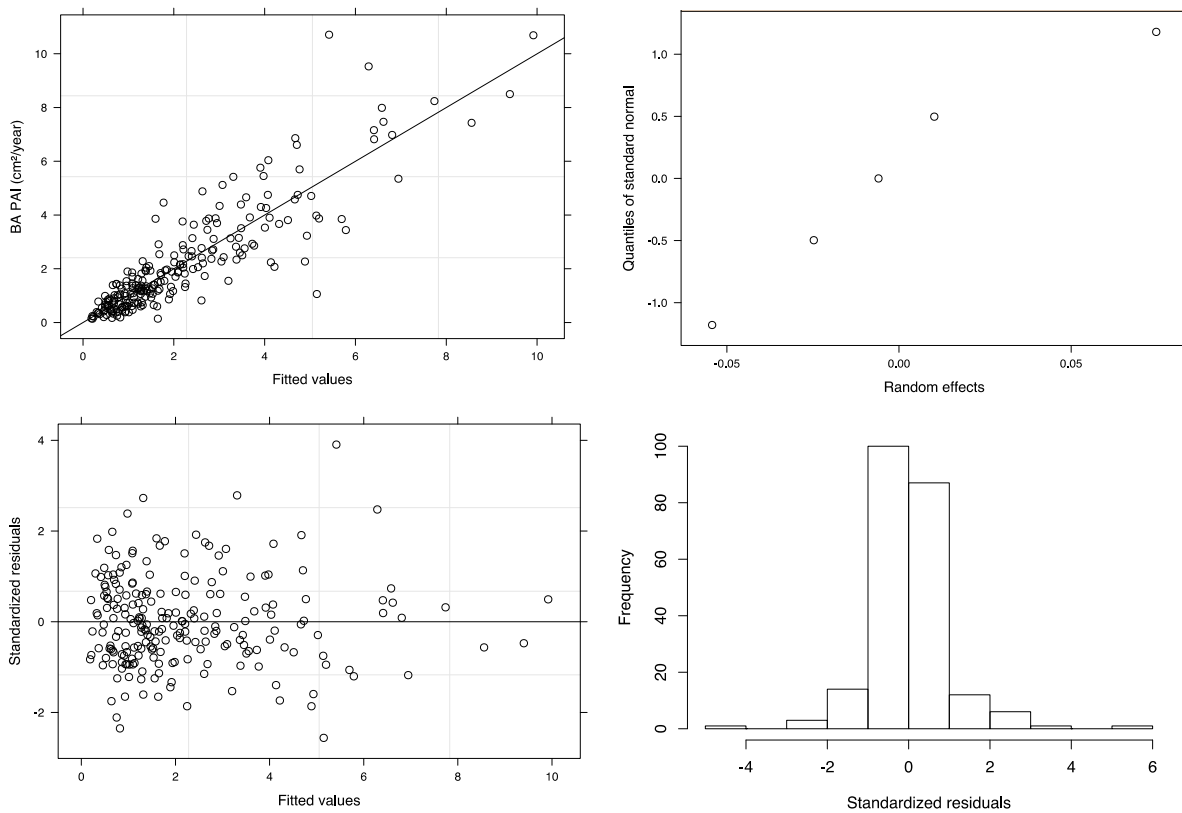 10
8
6
4
2
0
BA PAI (cm²/year)
0 2 4 6 8 10
Fitted values
1.0
0.5
0.0
-0.5
-1.0
Quantiles of standard normal
-0.05 0.00 0.05
Random effects
4
2
0
-2
Standardized residuals
0 2 4 6 8 10
Fitted values
100
80
60
40
20
0
Frequency
-4 -2 0 2 4 6
Standardized residuals